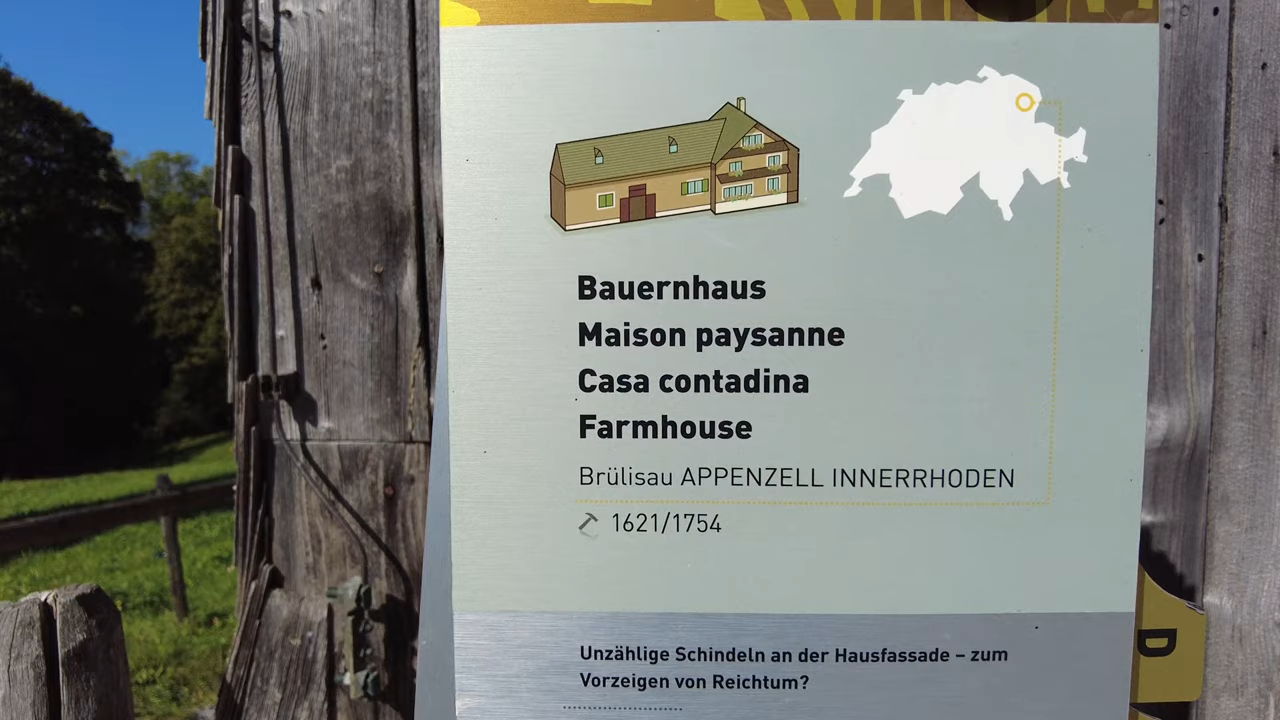 Bauernhaus
Maison paysanne
Casa contadina
Farmhouse
Brülisau APPENZELL INNERRHODEN
1621/1754
Unzählige Schindeln an der Hausfassade – zum
Vorzeigen von Reichtum?
D